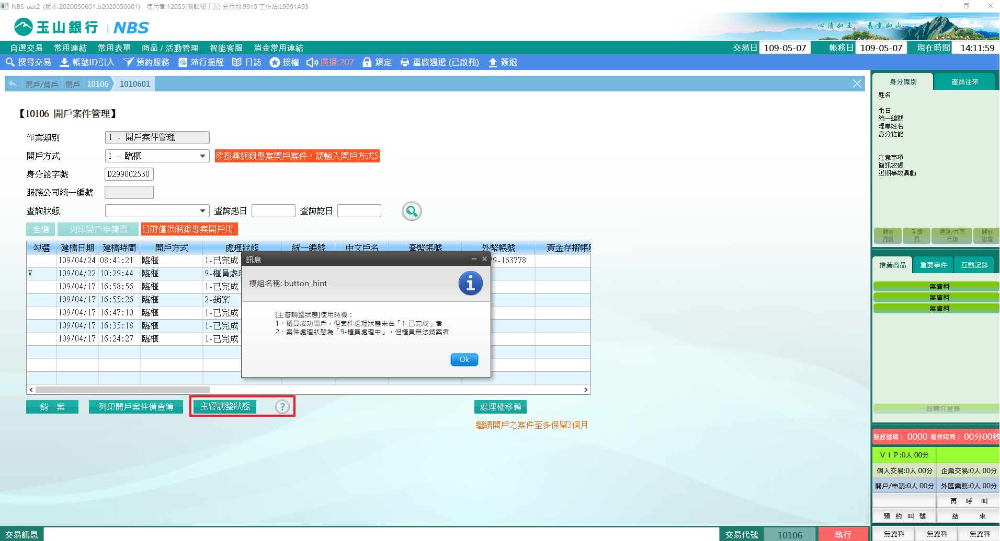 NBS-uat2 (版本:2020050601.b2020050601) 使用者:12055(測試櫃丁五) 分行別:9915 工作站:L9991A93
玉山銀行 | NBS
心清如玉。義重如山。
自選交易 常用連結 常用表單 商品 / 活動管理 智能客服 消金常用連結
交易日 109-05-07 帳務日 109-05-07 現在時間 14:11:59
搜尋交易 帳號ID引入 預約服務 蒞行提醒 日誌 授權 廣播:207 鎖定 重啟週邊 (已啟動) 簽退
開戶/銷戶 開戶 10106 1010601
【10106 開戶案件管理】
作業類別 1 - 開戶案件管理
開戶方式 1 - 臨櫃 欲搜尋網銀專案開戶案件，請輸入開戶方式5
身分證字號 D299002530
服務公司統一編號
查詢狀態 查詢起日 查詢訖日
全選 列印開戶申請書 目前僅供網銀專案開戶用
勾選 建檔日期 建檔時間 開戶方式 處理狀態 統一編號 中文戶名 臺幣帳號 外幣帳號 黃金存摺帳
109/04/24 08:41:21 臨櫃 1-已完成 79-163778
V 109/04/22 10:29:44 臨櫃 9-櫃員處理
109/04/17 16:58:56 臨櫃 1-已完成
109/04/17 16:55:26 臨櫃 2-銷案
109/04/17 16:47:10 臨櫃 1-已完成
109/04/17 16:35:18 臨櫃 1-已完成
109/04/17 16:24:27 臨櫃 1-已完成
訊息
模組名稱: button_hint
[主管調整狀態]使用時機：
1、櫃員成功開戶，但案件處理狀態未在「1-已完成」者
2、案件處理狀態為「9-櫃員處理中」，但櫃員無法銷案者
Ok
銷 案 列印開戶案件備查簿 主管調整狀態 ? 處理權移轉
繼續開戶之案件至多保留3個月
身分識別 產品往來
姓名
生日
統一編號
理專姓名
身分註記
注意事項
簡訊密碼
近期事故異動
顧客資訊 手續費 通路/共同行銷 顧客影像
推薦商品 重要事件 互動記錄
無資料
無資料
無資料
一般轉介登錄
服務號碼： 0000 等候時間： 00分00秒
ＶＩＰ:0人 00分
個人交易:0人 00分 企業交易:0人 00分
開戶/申請:0人 00分 外匯業務:0人 00分
再 呼 叫
預 約 叫 號 結 束
無資料 無資料 無資料
交易訊息 交易代號 10106 執行